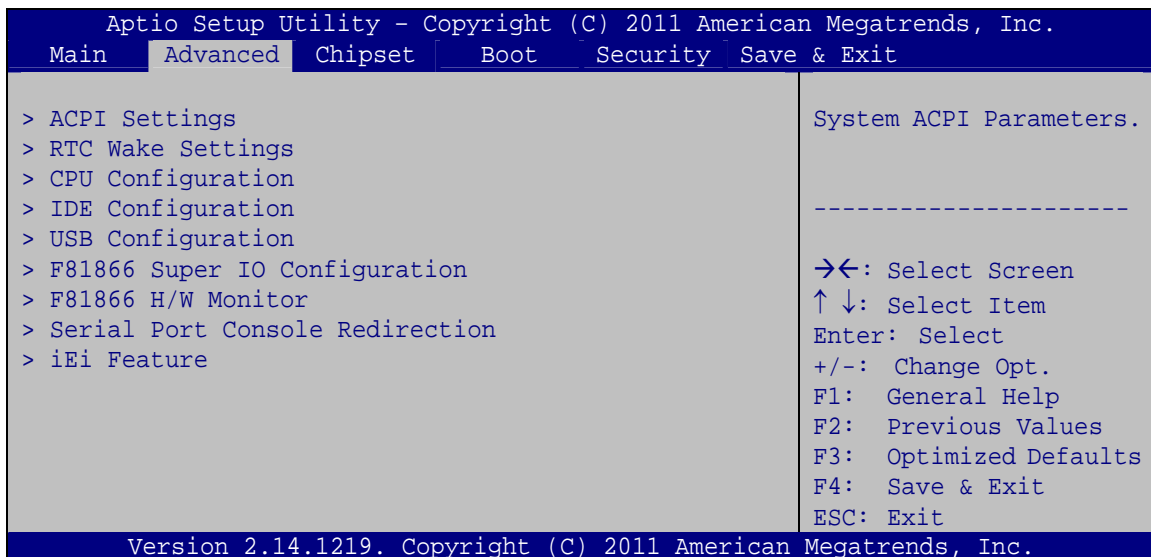 Aptio Setup Utility – Copyright (C) 2011 American Megatrends, Inc.
Main Advanced Chipset Boot Security Save & Exit
> ACPI Settings
> RTC Wake Settings
> CPU Configuration
> IDE Configuration
> USB Configuration
> F81866 Super IO Configuration
> F81866 H/W Monitor
> Serial Port Console Redirection
> iEi Feature
System ACPI Parameters.
----------------------
→←: Select Screen
↑ ↓: Select Item
Enter: Select
+/-: Change Opt.
F1: General Help
F2: Previous Values
F3: Optimized Defaults
F4: Save & Exit
ESC: Exit
Version 2.14.1219. Copyright (C) 2011 American Megatrends, Inc.